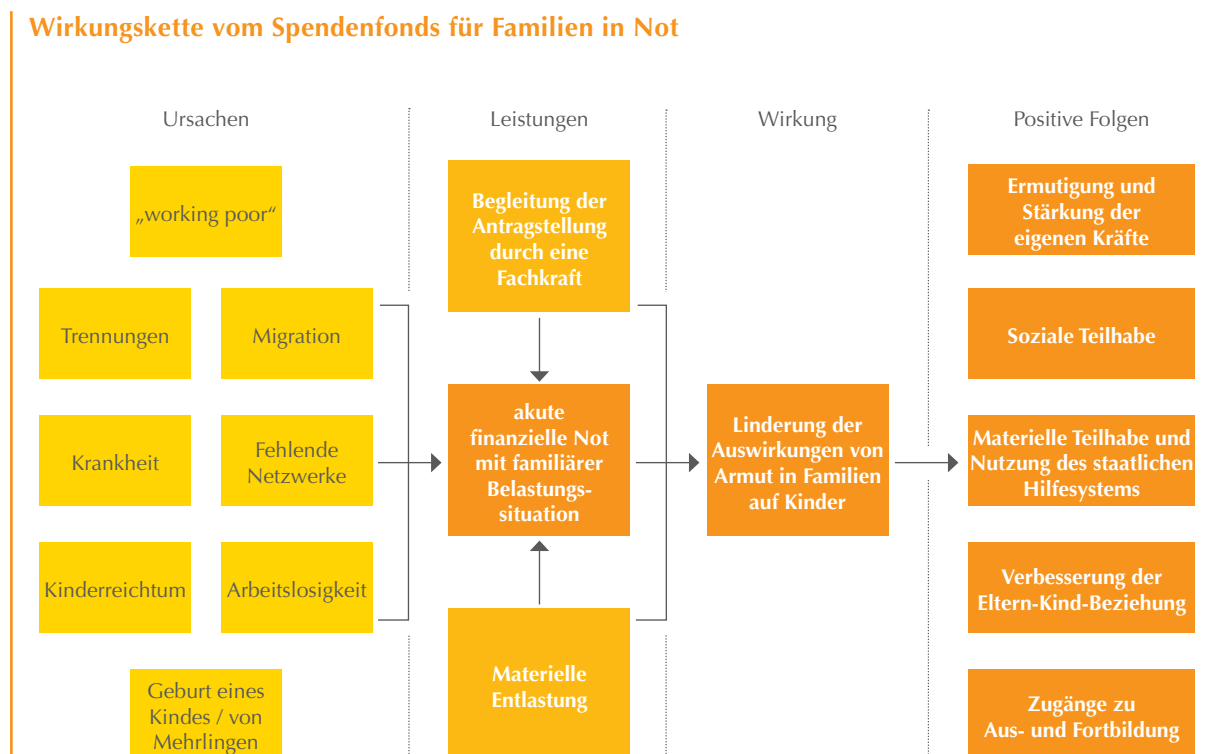 Wirkungskette vom Spendenfonds für Familien in Not
Ursachen
Leistungen
Wirkung
Positive Folgen
„working poor“
Trennungen
Migration
Krankheit
Fehlende
Netzwerke
Kinderreichtum
Arbeitslosigkeit
Geburt eines
Kindes / von
Mehrlingen
Begleitung der
Antragstellung
durch eine
Fachkraft
akute
finanzielle Not
mit familiärer
Belastungs-
situation
Materielle
Entlastung
Linderung der
Auswirkungen von
Armut in Familien
auf Kinder
Ermutigung und
Stärkung der
eigenen Kräfte
Soziale Teilhabe
Materielle Teilhabe und
Nutzung des staatlichen
Hilfesystems
Verbesserung der
Eltern-Kind-Beziehung
Zugänge zu
Aus- und Fortbildung